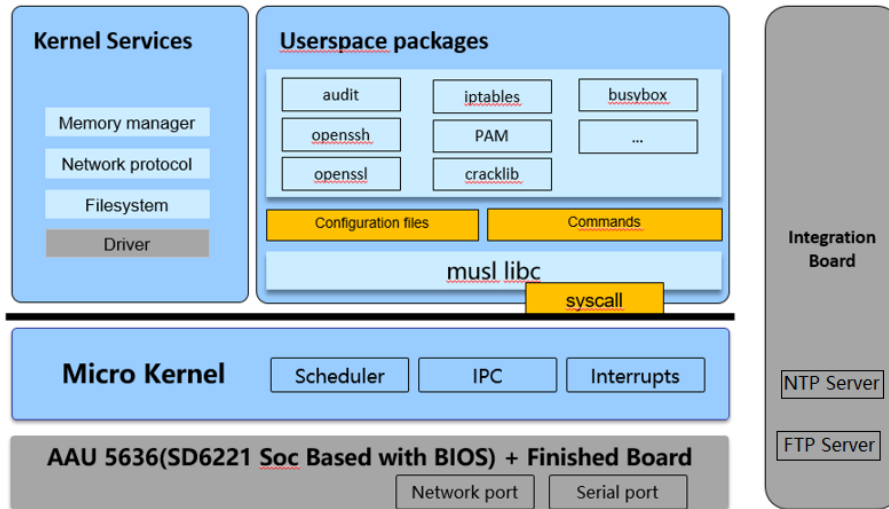 Kernel Services
Memory manager
Network protocol
Filesystem
Driver
Userspace packages
audit
iptables
busybox
openssh
PAM
...
openssl
cracklib
Configuration files
Commands
musl libc
syscall
Micro Kernel
Scheduler
IPC
Interrupts
AAU 5636(SD6221 Soc Based with BIOS) + Finished Board
Network port
Serial port
Integration
Board
NTP Server
FTP Server